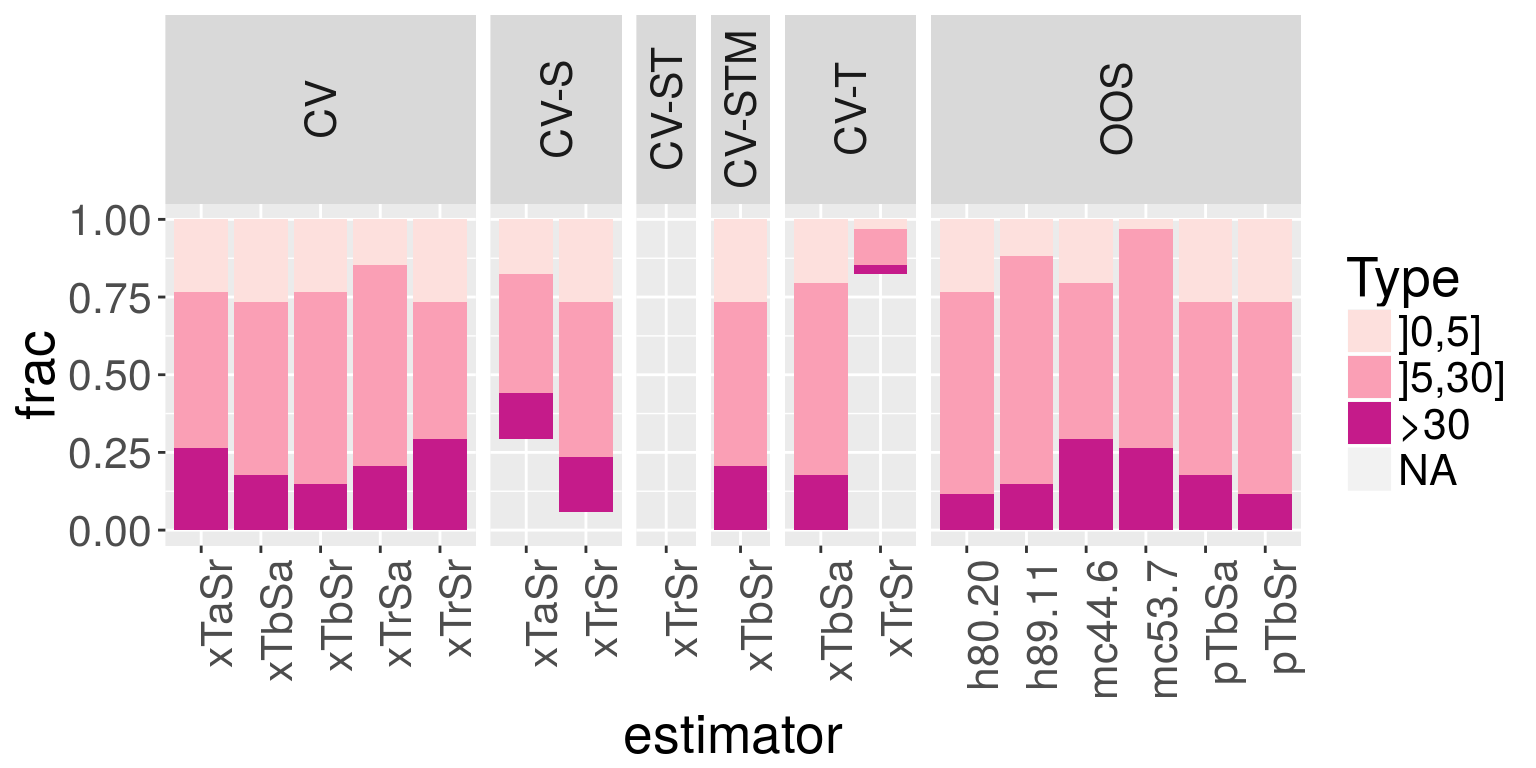 CV
CV-S
CV-ST
CV-STM
CV-T
OOS
1.00
0.75
0.50
0.25
0.00
frac
xTaSr
xTbSa
xTbSr
xTrSa
xTrSr
xTaSr
xTrSr
xTrSr
xTbSr
xTbSa
xTrSr
h80.20
h89.11
mc44.6
mc53.7
pTbSa
pTbSr
estimator
Type
]0,5]
]5,30]
>30
NA